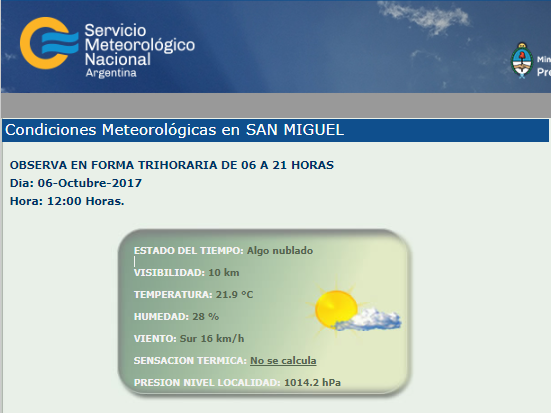 Servicio
Meteorológico
Nacional
Argentina
Min
Pre
Condiciones Meteorológicas en SAN MIGUEL
OBSERVA EN FORMA TRIHORARIA DE 06 A 21 HORAS
Dia: 06-Octubre-2017
Hora: 12:00 Horas.
ESTADO DEL TIEMPO: Algo nublado
VISIBILIDAD: 10 km
TEMPERATURA: 21.9 °C
HUMEDAD: 28 %
VIENTO: Sur 16 km/h
SENSACION TERMICA: No se calcula
PRESION NIVEL LOCALIDAD: 1014.2 hPa